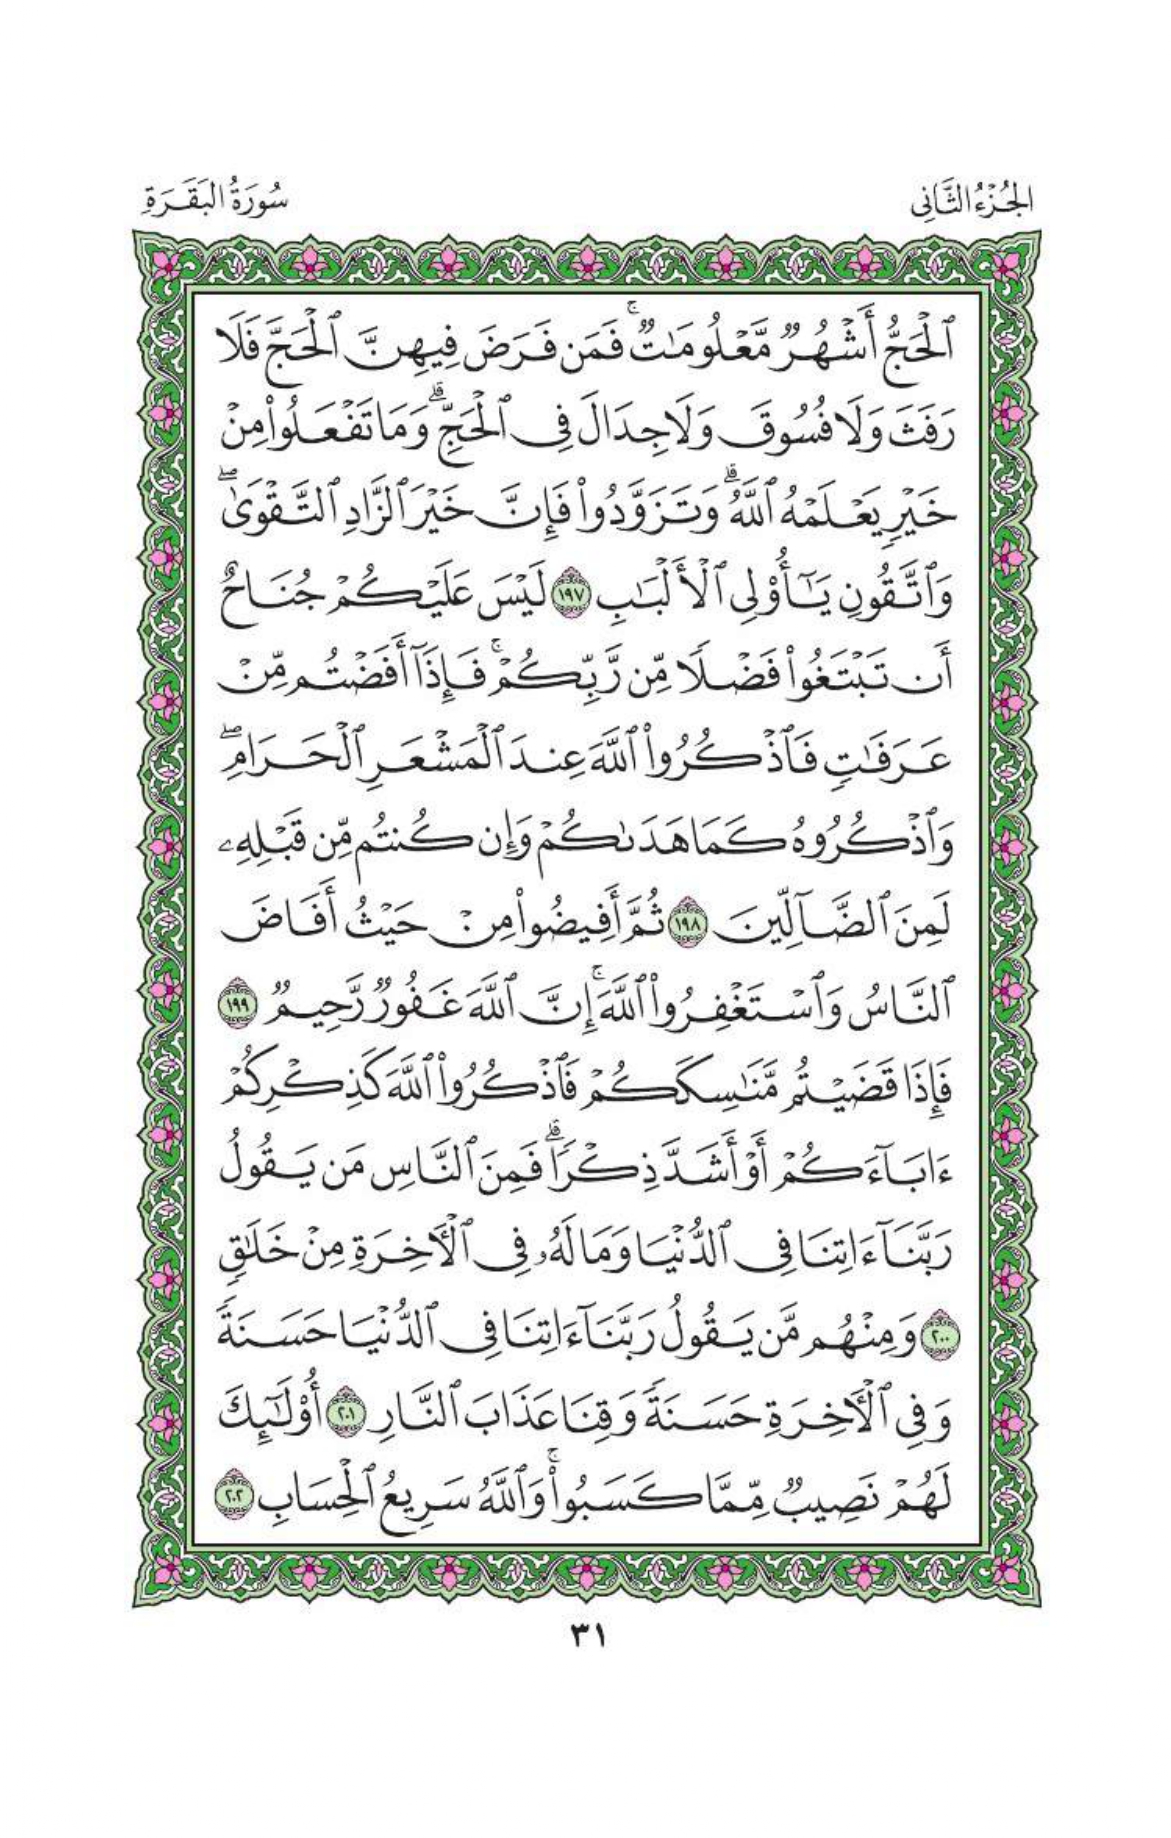 الجُزْءُ الثَّانِي
سُورَةُ البَقَرَةِ
ٱلۡحَجُّ أَشۡهُرٞ مَّعۡلُومَٰتٞۚ فَمَن فَرَضَ فِيهِنَّ ٱلۡحَجَّ فَلَا
رَفَثَ وَلَا فُسُوقَ وَلَا جِدَالَ فِي ٱلۡحَجِّۗ وَمَا تَفۡعَلُواْ مِنۡ
خَيۡرٖ يَعۡلَمۡهُ ٱللَّهُۗ وَتَزَوَّدُواْ فَإِنَّ خَيۡرَ ٱلزَّادِ ٱلتَّقۡوَىٰۖ
وَٱتَّقُونِ يَٰٓأُوْلِي ٱلۡأَلۡبَٰبِ ١٩٧ لَيۡسَ عَلَيۡكُمۡ جُنَاحٌ
أَن تَبۡتَغُواْ فَضۡلٗا مِّن رَّبِّكُمۡۚ فَإِذَآ أَفَضۡتُم مِّنۡ
عَرَفَٰتٖ فَٱذۡكُرُواْ ٱللَّهَ عِندَ ٱلۡمَشۡعَرِ ٱلۡحَرَامِۖ
وَٱذۡكُرُوهُ كَمَا هَدَىٰكُمۡ وَإِن كُنتُم مِّن قَبۡلِهِۦ
لَمِنَ ٱلضَّآلِّينَ ١٩٨ ثُمَّ أَفِيضُواْ مِنۡ حَيۡثُ أَفَاضَ
ٱلنَّاسُ وَٱسۡتَغۡفِرُواْ ٱللَّهَۚ إِنَّ ٱللَّهَ غَفُورٞ رَّحِيمٞ ١٩٩
فَإِذَا قَضَيۡتُم مَّنَٰسِكَكُمۡ فَٱذۡكُرُواْ ٱللَّهَ كَذِكۡرِكُمۡ
ءَابَآءَكُمۡ أَوۡ أَشَدَّ ذِكۡرٗاۗ فَمِنَ ٱلنَّاسِ مَن يَقُولُ
رَبَّنَآ ءَاتِنَا فِي ٱلدُّنۡيَا وَمَا لَهُۥ فِي ٱلۡأٓخِرَةِ مِنۡ خَلَٰقٖ
٢٠٠ وَمِنۡهُم مَّن يَقُولُ رَبَّنَآ ءَاتِنَا فِي ٱلدُّنۡيَا حَسَنَةٗ
وَفِي ٱلۡأٓخِرَةِ حَسَنَةٗ وَقِنَا عَذَابَ ٱلنَّارِ ٢٠١ أُوْلَٰٓئِكَ
لَهُمۡ نَصِيبٞ مِّمَّا كَسَبُواْۚ وَٱللَّهُ سَرِيعُ ٱلۡحِسَابِ ٢٠٢
٣١